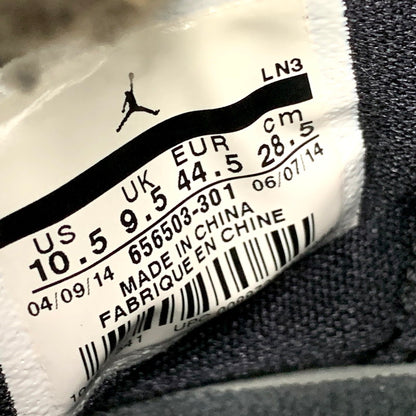 LN3
US UK EUR cm
10.5 9.5 44.5 28.5
04/09/14 656503-301 06/07/14
MADE IN CHINA
FABRIQUE EN CHINE